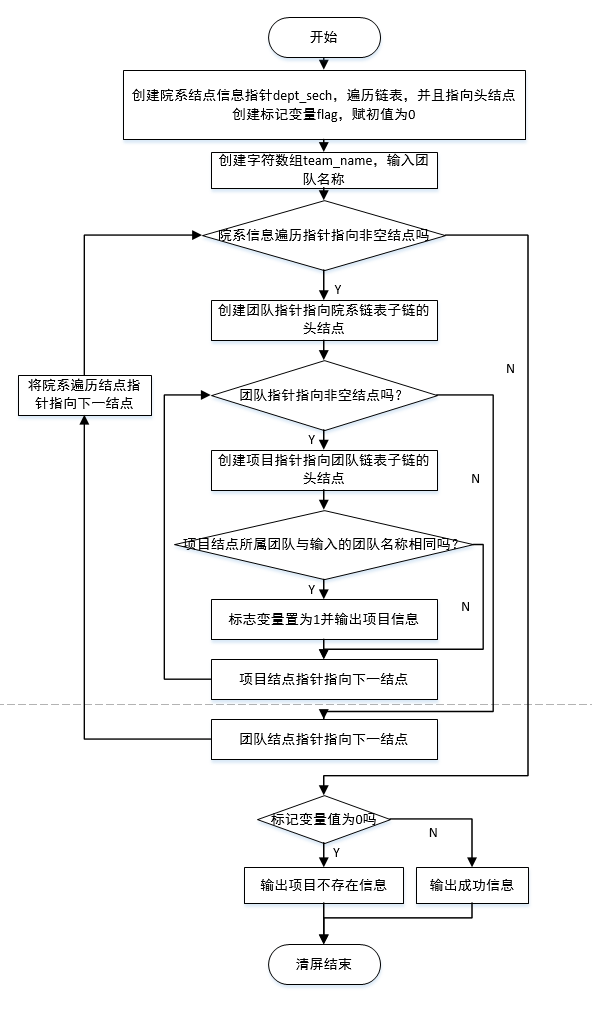 开始
创建院系结点信息指针dept_sech，遍历链表，并且指向头结点
创建标记变量flag，赋初值为0
创建字符数组team_name，输入团
队名称
院系信息遍历指针指向非空结点吗
Y
创建团队指针指向院系链表子链的
头结点
N
将院系遍历结点指
针指向下一结点
团队指针指向非空结点吗？
Y
创建项目指针指向团队链表子链的
头结点
N
项目结点所属团队与输入的团队名称相同吗？
Y
N
标志变量置为1并输出项目信息
项目结点指针指向下一结点
团队结点指针指向下一结点
标记变量值为0吗
N
Y
输出项目不存在信息
输出成功信息
清屏结束